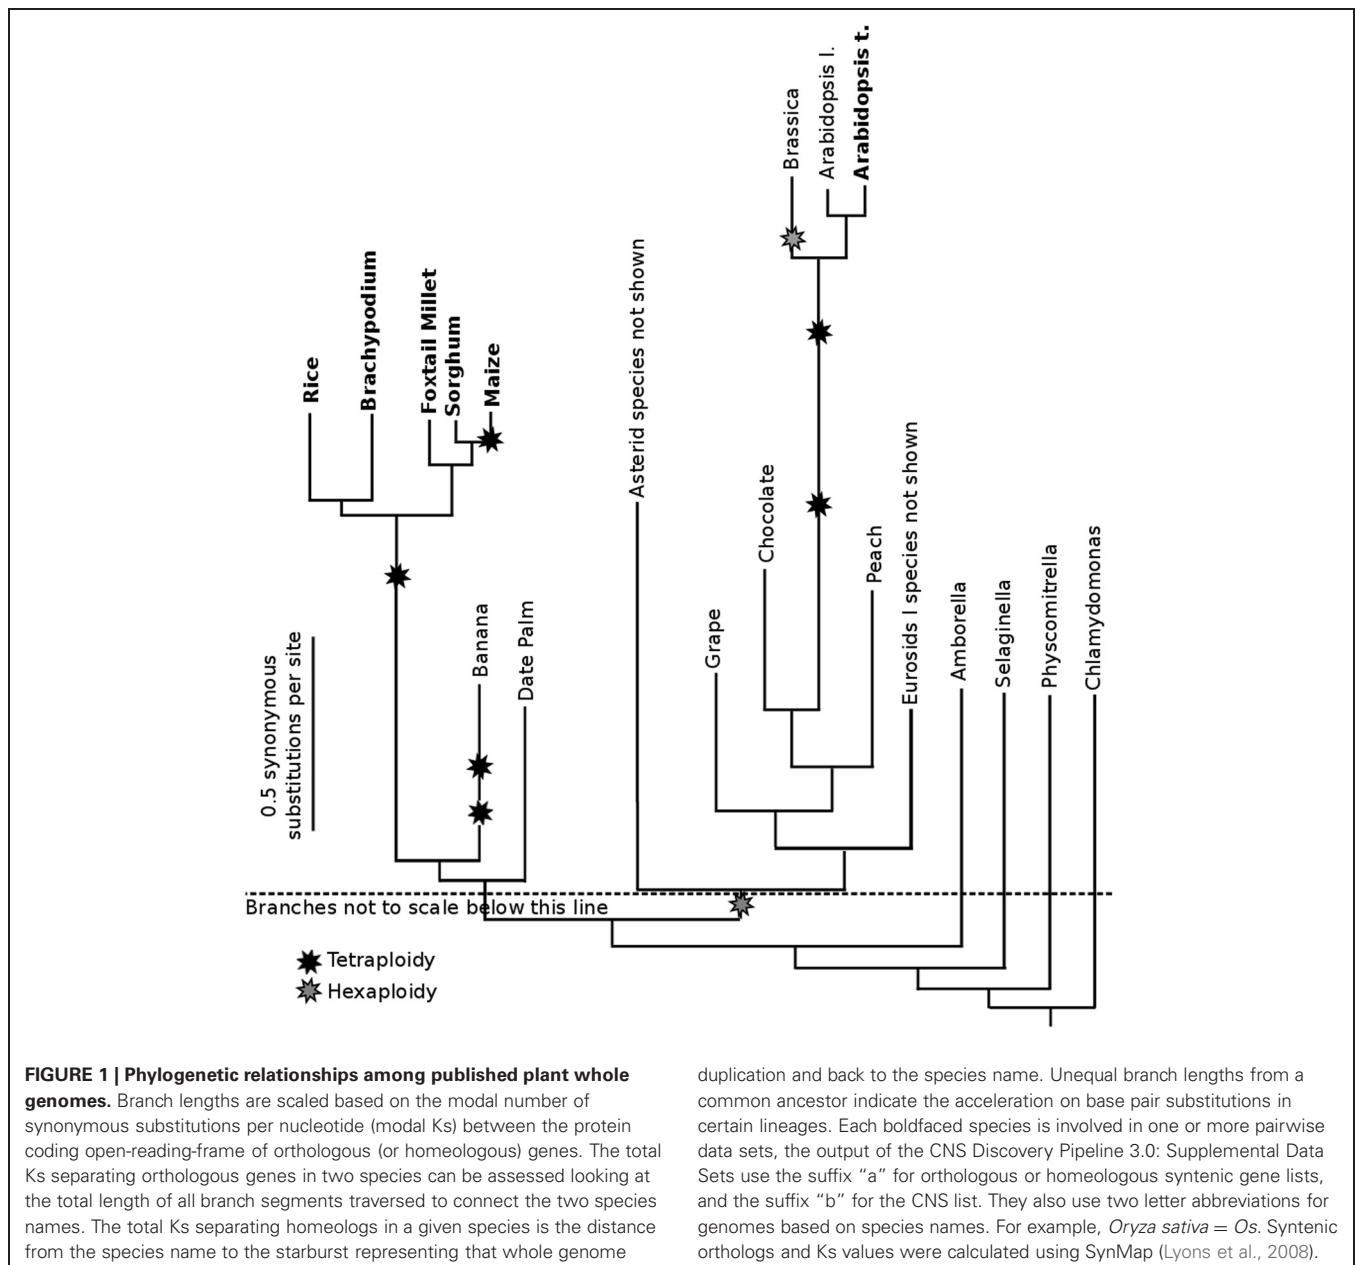 Brassica
Arabidopsis l.
Arabidopsis t.
Rice
Brachypodium
Foxtail Millet
Sorghum
Maize
Asterid species not shown
Chocolate
Peach
Eurosids I species not shown
Grape
Banana
Date Palm
Amborella
Selaginella
Physcomitrella
Chlamydomonas
0.5 synonymous
substitutions per site
Branches not to scale below this line
Tetraploidy
Hexaploidy
FIGURE 1 | Phylogenetic relationships among published plant whole
genomes. Branch lengths are scaled based on the modal number of
synonymous substitutions per nucleotide (modal Ks) between the protein
coding open-reading-frame of orthologous (or homeologous) genes. The total
Ks separating orthologous genes in two species can be assessed looking at
the total length of all branch segments traversed to connect the two species
names. The total Ks separating homeologs in a given species is the distance
from the species name to the starburst representing that whole genome
duplication and back to the species name. Unequal branch lengths from a
common ancestor indicate the acceleration on base pair substitutions in
certain lineages. Each boldfaced species is involved in one or more pairwise
data sets, the output of the CNS Discovery Pipeline 3.0: Supplemental Data
Sets use the suffix “a” for orthologous or homeologous syntenic gene lists,
and the suffix “b” for the CNS list. They also use two letter abbreviations for
genomes based on species names. For example, Oryza sativa = Os. Syntenic
orthologs and Ks values were calculated using SynMap (Lyons et al., 2008).